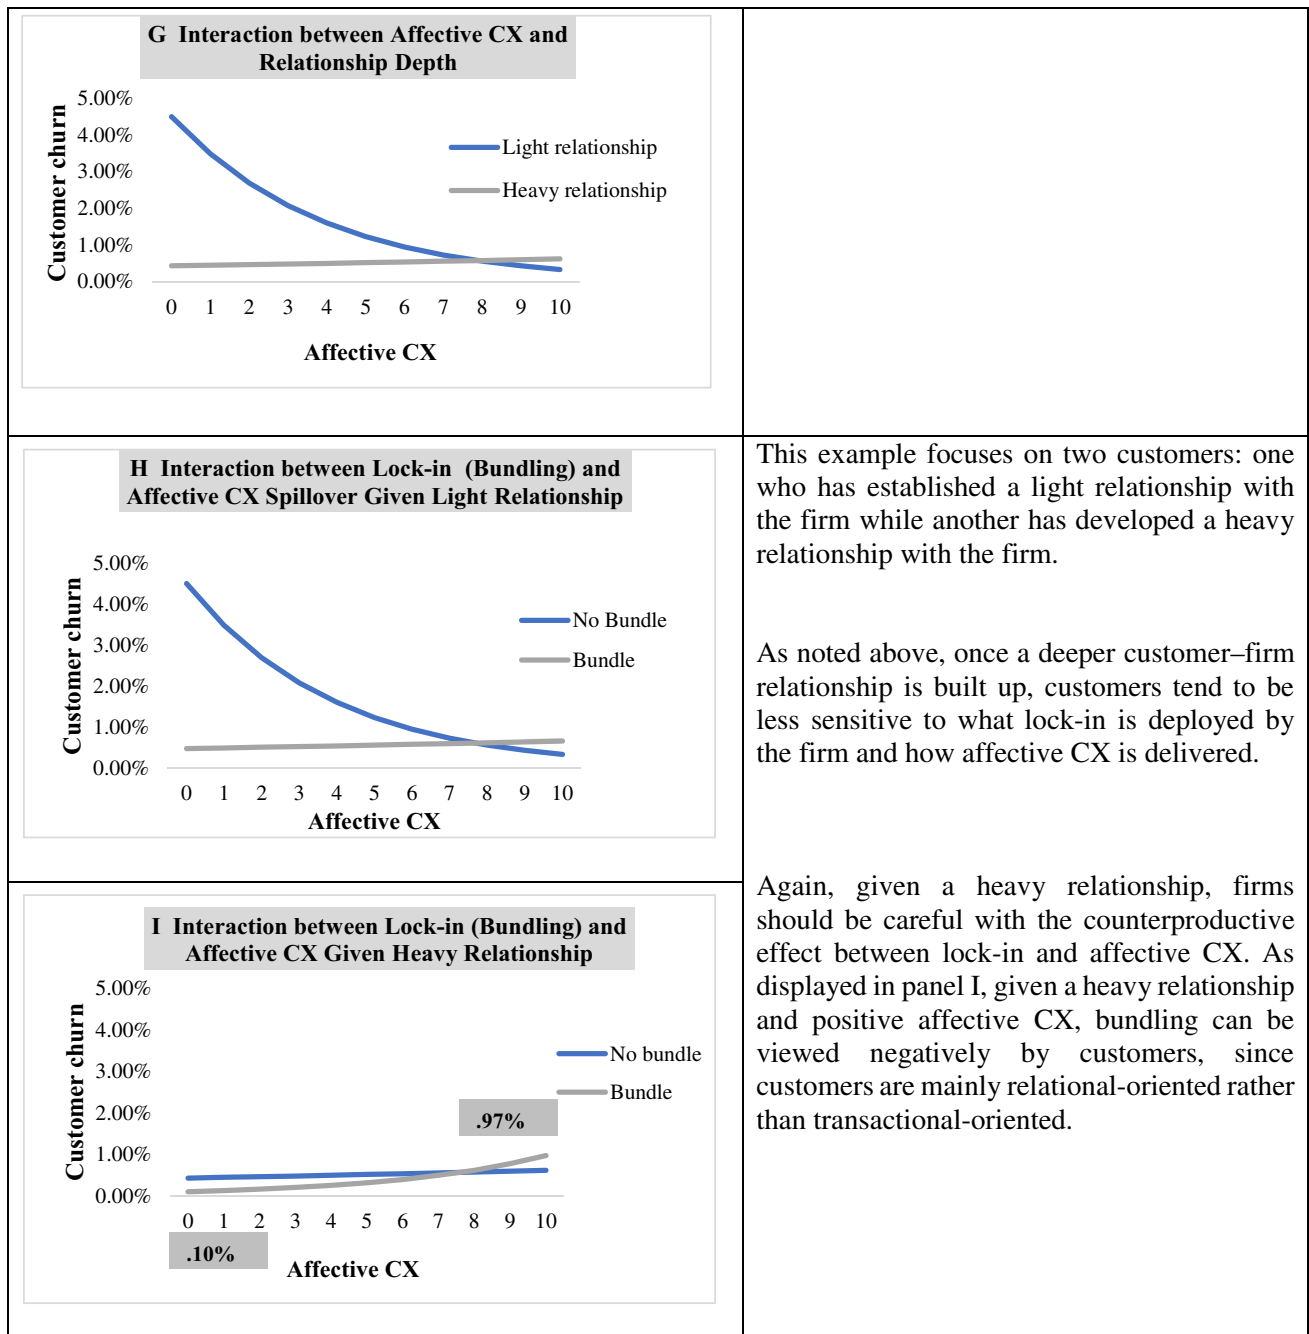 G Interaction between Affective CX and
Relationship Depth
5.00%
4.00%
3.00%
2.00%
1.00%
0.00%
Customer churn
Light relationship
Heavy relationship
0 1 2 3 4 5 6 7 8 9 10
Affective CX
H Interaction between Lock-in (Bundling) and
Affective CX Spillover Given Light Relationship
5.00%
4.00%
3.00%
2.00%
1.00%
0.00%
Customer churn
No Bundle
Bundle
0 1 2 3 4 5 6 7 8 9 10
Affective CX
This example focuses on two customers: one
who has established a light relationship with
the firm while another has developed a heavy
relationship with the firm.
As noted above, once a deeper customer–firm
relationship is built up, customers tend to be
less sensitive to what lock-in is deployed by
the firm and how affective CX is delivered.
I Interaction between Lock-in (Bundling) and
Affective CX Given Heavy Relationship
5.00%
4.00%
3.00%
2.00%
1.00%
0.00%
Customer churn
No bundle
Bundle
.97%
0 1 2 3 4 5 6 7 8 9 10
.10%
Affective CX
Again, given a heavy relationship, firms
should be careful with the counterproductive
effect between lock-in and affective CX. As
displayed in panel I, given a heavy relationship
and positive affective CX, bundling can be
viewed negatively by customers, since
customers are mainly relational-oriented rather
than transactional-oriented.